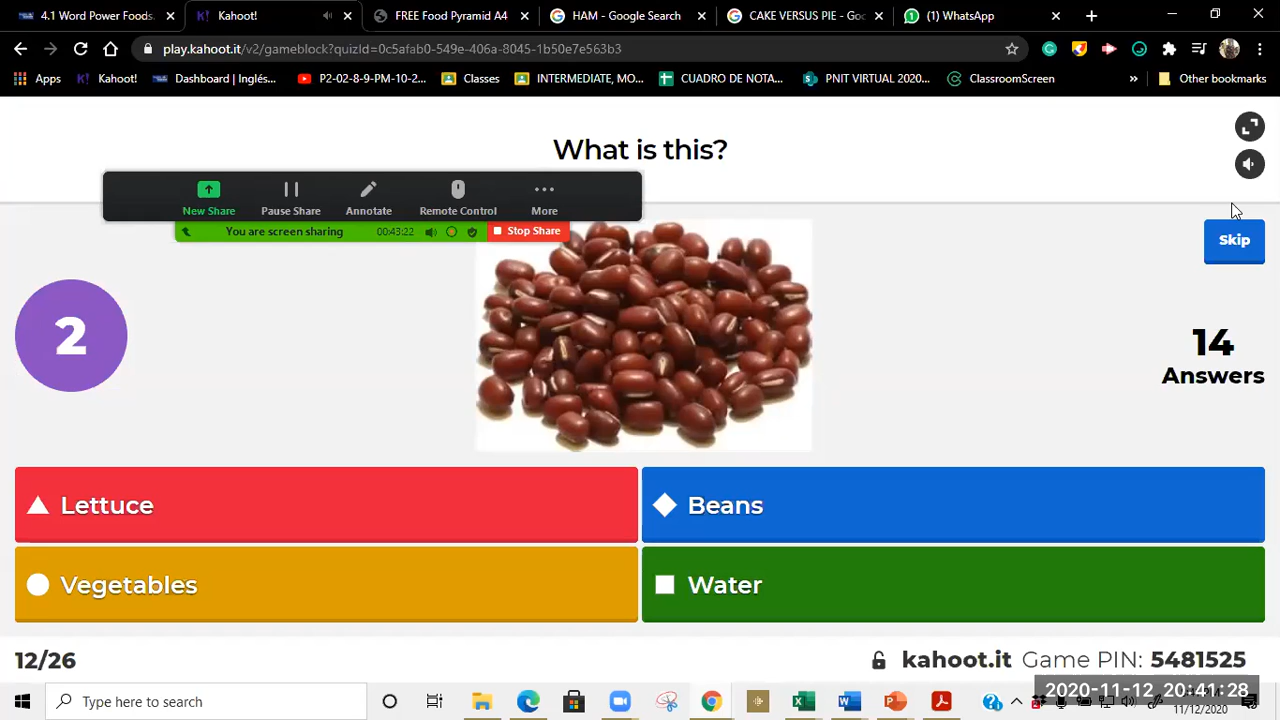 4.1 Word Power Foods.
Kahoot!
FREE Food Pyramid A4
HAM - Google Search
CAKE VERSUS PIE - Goo
(1) WhatsApp
play.kahoot.it/v2/gameblock?quizId=0c5afab0-549e-406a-8045-1b50e7e563b3
Apps
Kahoot!
Dashboard | Inglés...
P2-02-8-9-PM-10-2...
Classes
INTERMEDIATE, MO...
CUADRO DE NOTA...
PNIT VIRTUAL 2020...
ClassroomScreen
Other bookmarks
What is this?
New Share
Pause Share
Annotate
Remote Control
More
You are screen sharing
00:43:22
Stop Share
Skip
2
14
Answers
Lettuce
Beans
Vegetables
Water
12/26
kahoot.it Game PIN: 5481525
Type here to search
2020-11-12 20:41:28
11/12/2020